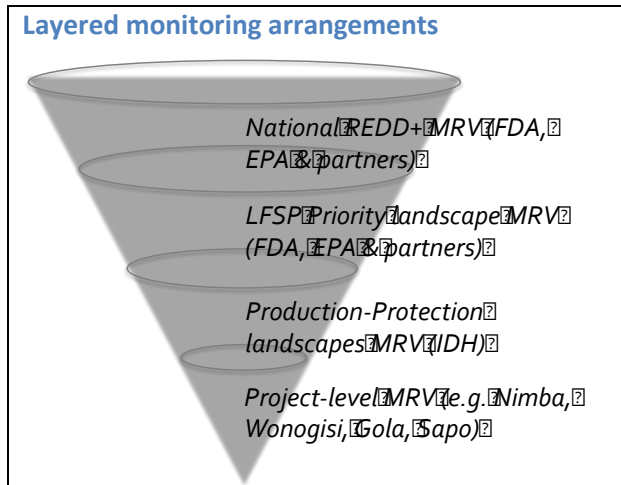 Layered monitoring arrangements
National REDD+ MRV (FDA,
EPA & partners)
LFSP Priority landscape MRV
(FDA, EPA & partners)
Production-Protection
landscapes MRV (IDH)
Project-level MRV (e.g. Nimba,
Wonogisi, Gola, Sapo)